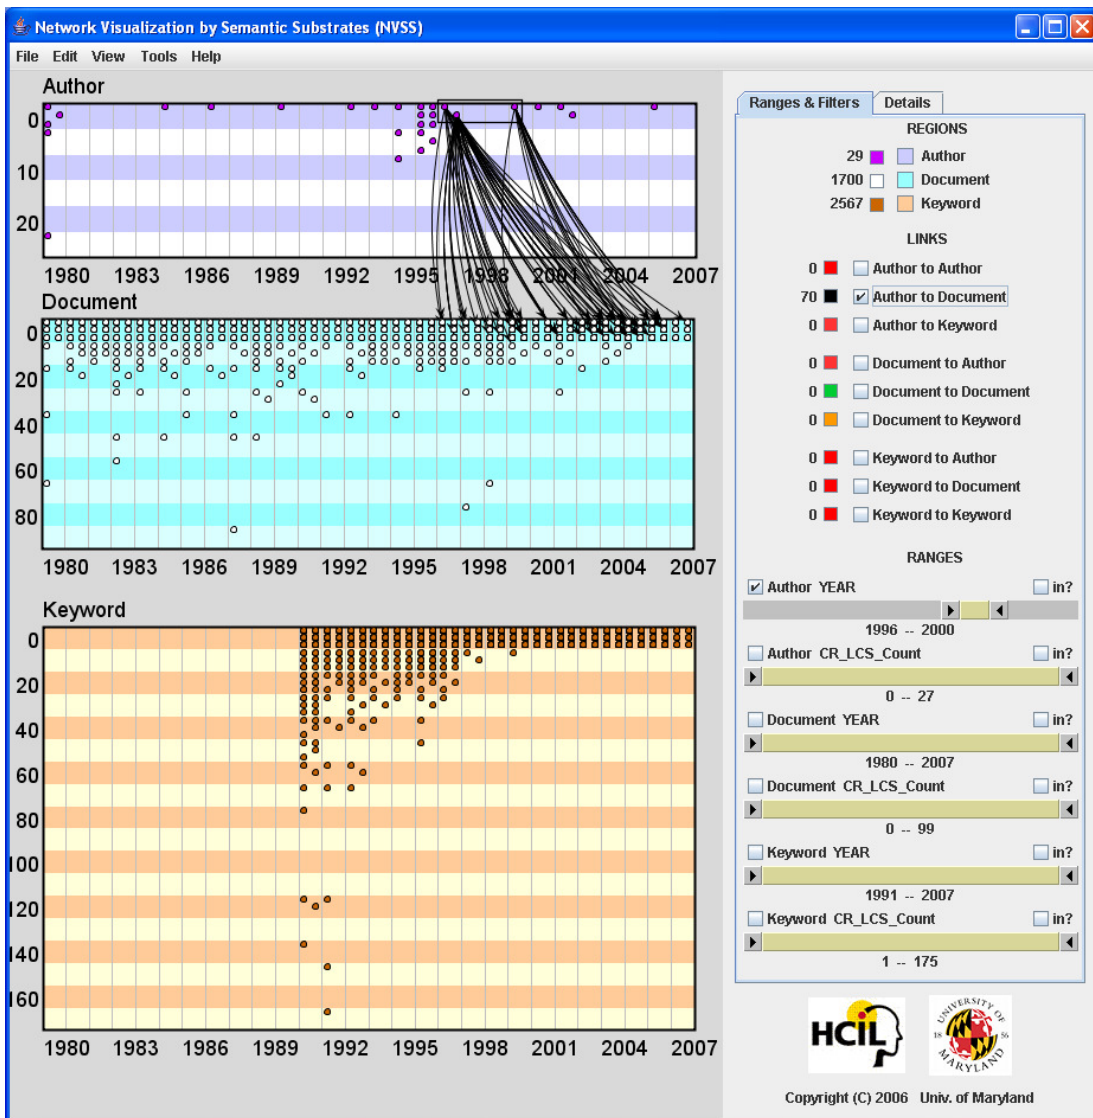 Network Visualization by Semantic Substrates (NVSS)
File Edit View Tools Help
Author
0
10
20
1980 1983 1986 1989 1992 1995 1998 2001 2004 2007
Document
0
20
40
60
80
1980 1983 1986 1989 1992 1995 1998 2001 2004 2007
Keyword
0
20
40
60
80
100
120
140
160
1980 1983 1986 1989 1992 1995 1998 2001 2004 2007
Ranges & Filters Details
REGIONS
29 Author
1700 Document
2567 Keyword
LINKS
0 Author to Author
70 Author to Document
0 Author to Keyword
0 Document to Author
0 Document to Document
0 Document to Keyword
0 Keyword to Author
0 Keyword to Document
0 Keyword to Keyword
RANGES
Author YEAR in?
1996 -- 2000
Author CR_LCS_Count in?
0 -- 27
Document YEAR in?
1980 -- 2007
Document CR_LCS_Count in?
0 -- 99
Keyword YEAR in?
1991 -- 2007
Keyword CR_LCS_Count in?
1 -- 175
HCIL
UNIVERSITY OF
18 56
MARYLAND
Copyright (C) 2006 Univ. of Maryland